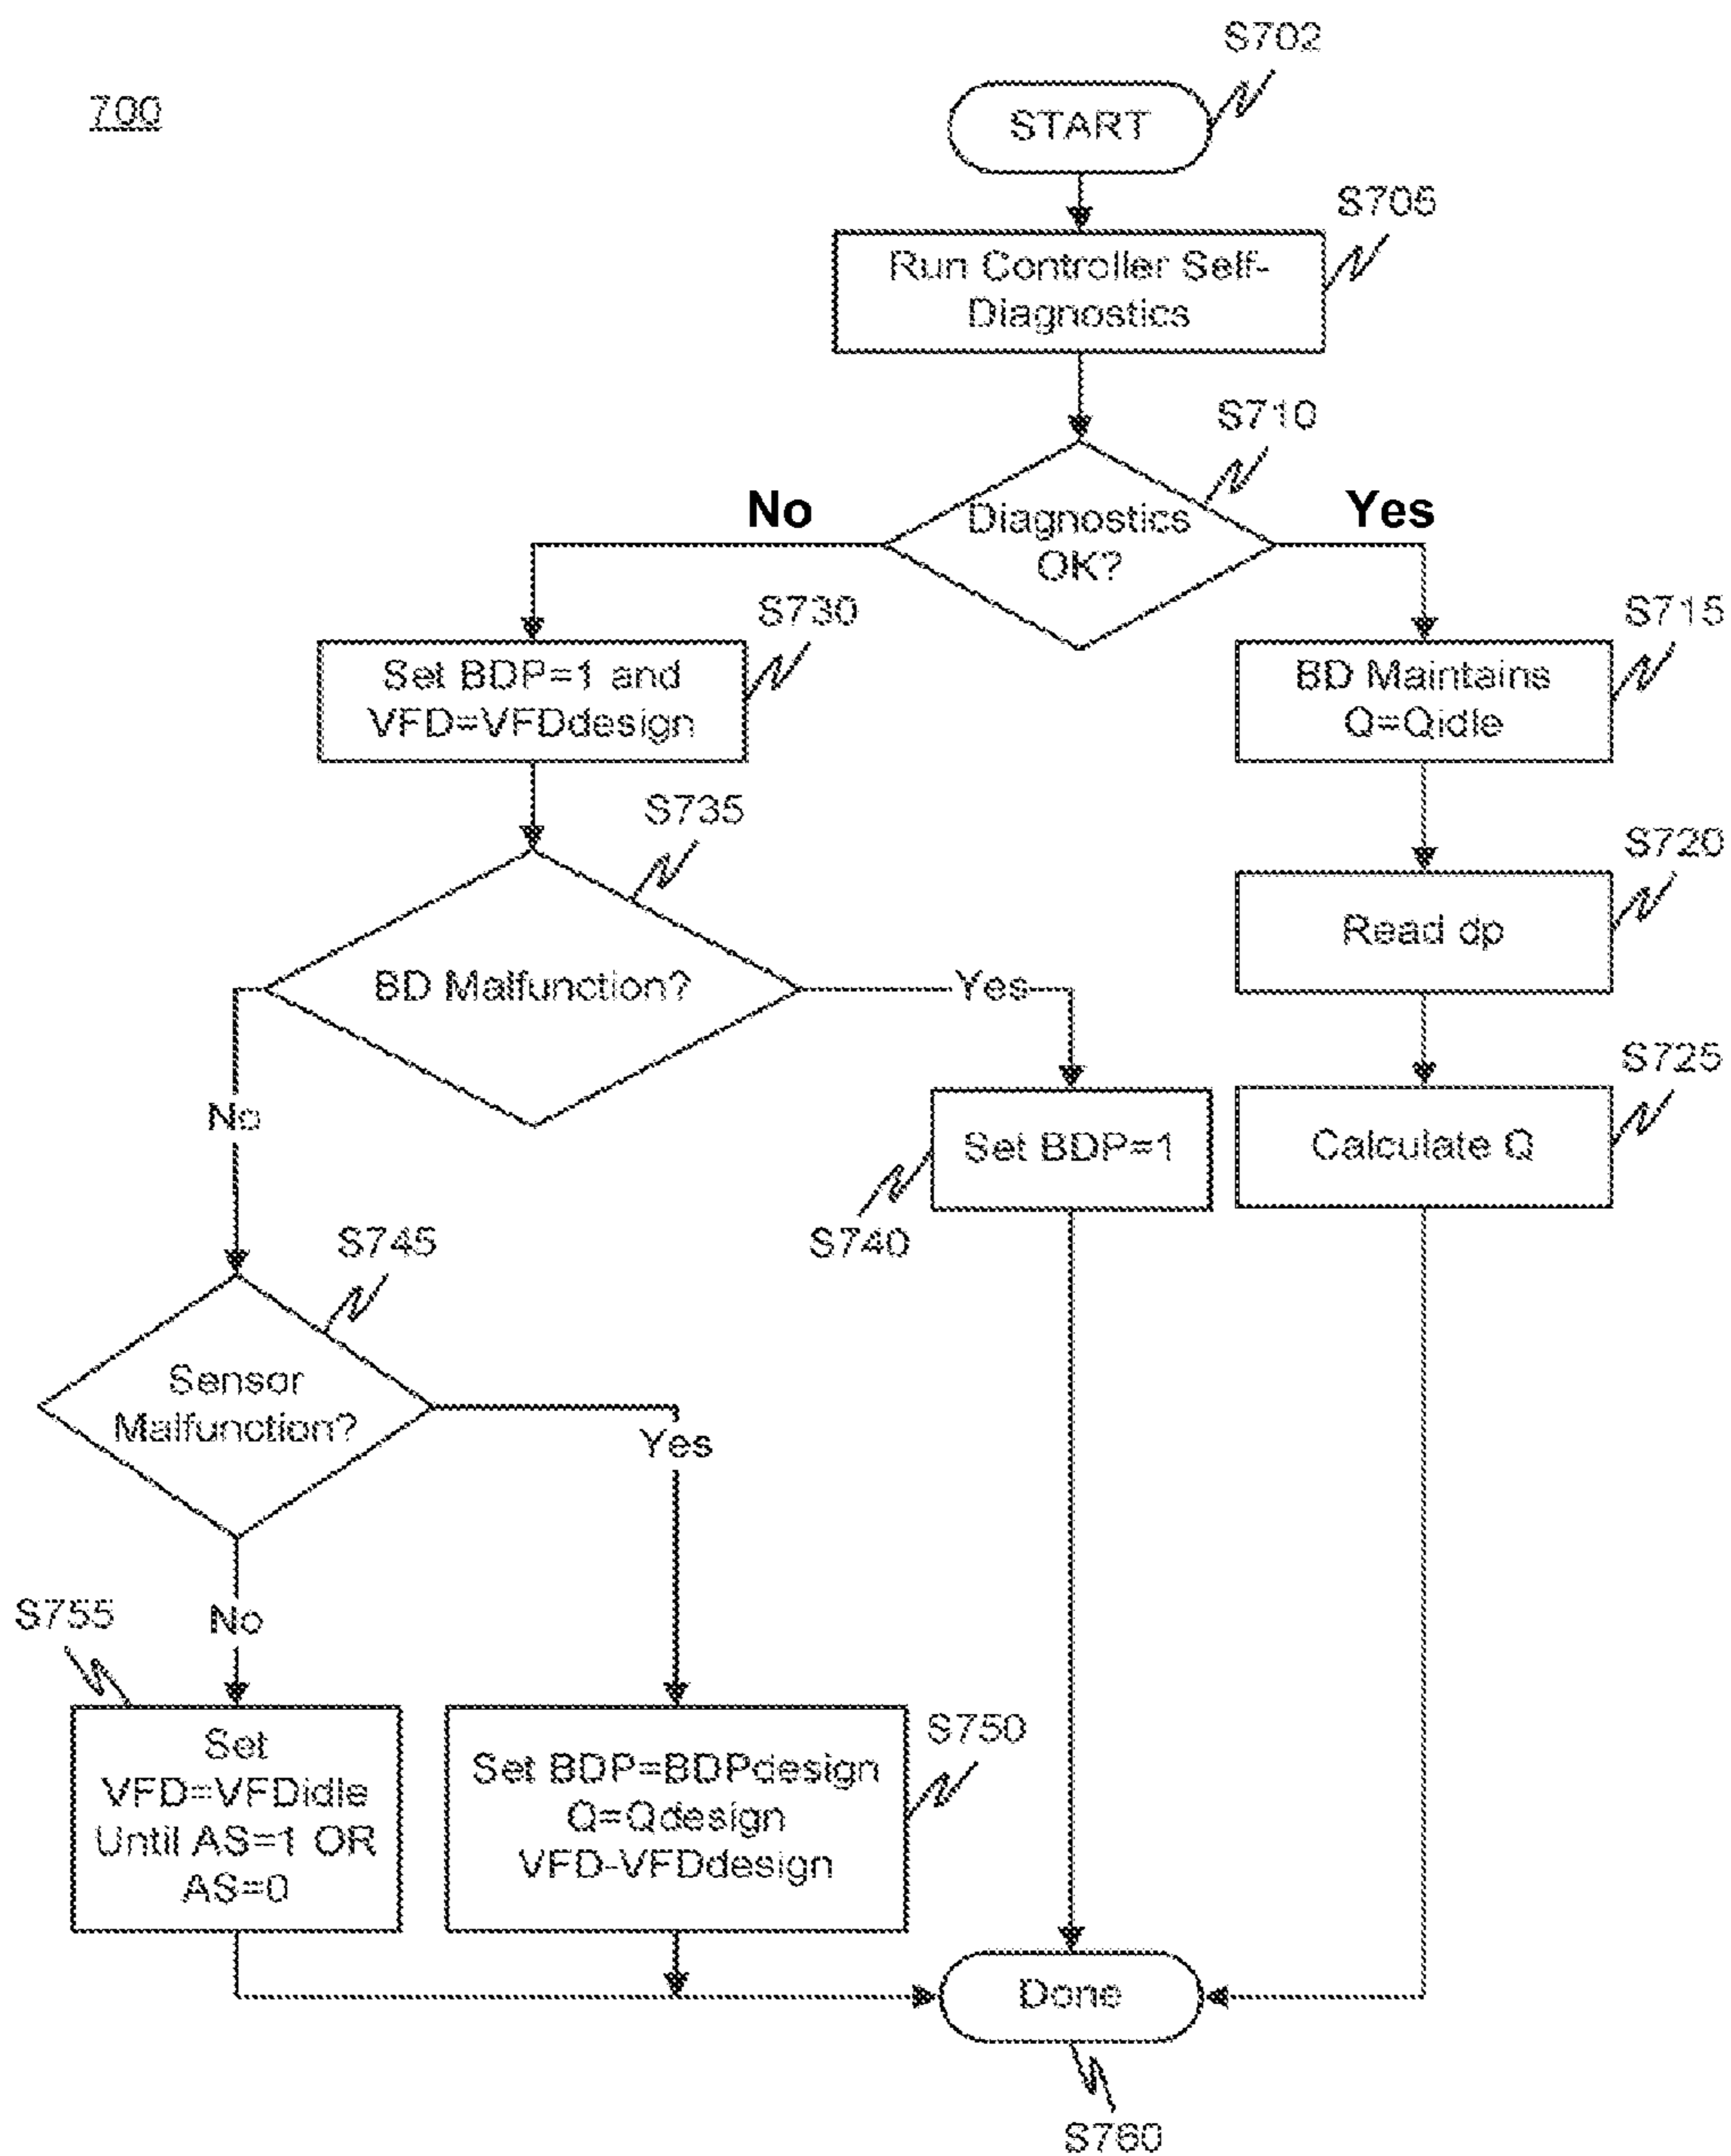 700
S702
START
S705
Run Controller Self-
Diagnostics
S710
Diagnostics
OK?
No
Yes
S730
Set BDP=1 and
VFD=VFDdesign
S715
BD Maintains
Q=Qidle
S735
BD Malfunction?
Yes
No
S720
Read dp
S725
Calculate Q
Set BDP=1
S740
S745
Sensor
Malfunction?
Yes
No
S755
Set
VFD=VFDidle
Until AS=1 OR
AS=0
S750
Set BDP=BDPdesign
Q=Qdesign
VFD-VFDdesign
Done
S760